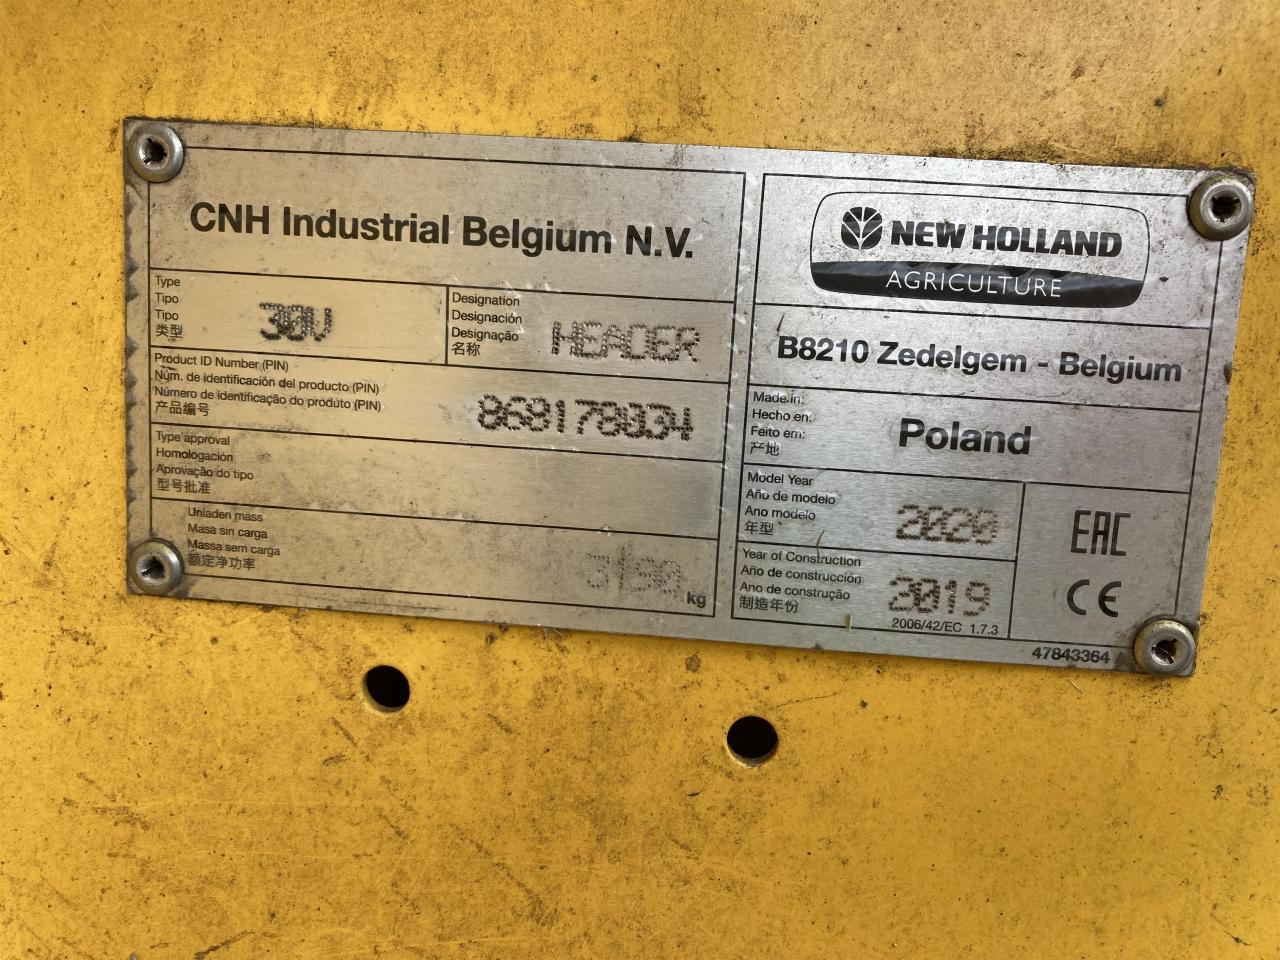 CNH Industrial Belgium N.V.
Type
Tipo
Tipo
类型
30V
Designation
Designación
Designação
名称
HEADER
Product ID Number (PIN)
Núm. de identificación del producto (PIN)
Número de identificação do produto (PIN)
产品编号
868178034
Type approval
Homologación
Aprovação do tipo
型号批准
Unladen mass
Masa sin carga
Massa sem carga
额定净功率
3190 kg
NEW HOLLAND
AGRICULTURE
B8210 Zedelgem - Belgium
Made in:
Hecho en:
Feito em:
产地
Poland
Model Year
Año de modelo
Ano modelo
年型
2020
Year of Construction
Año de construcción
Ano de construção
制造年份
2019
2006/42/EC 1.7.3
EAC
CE
47843364